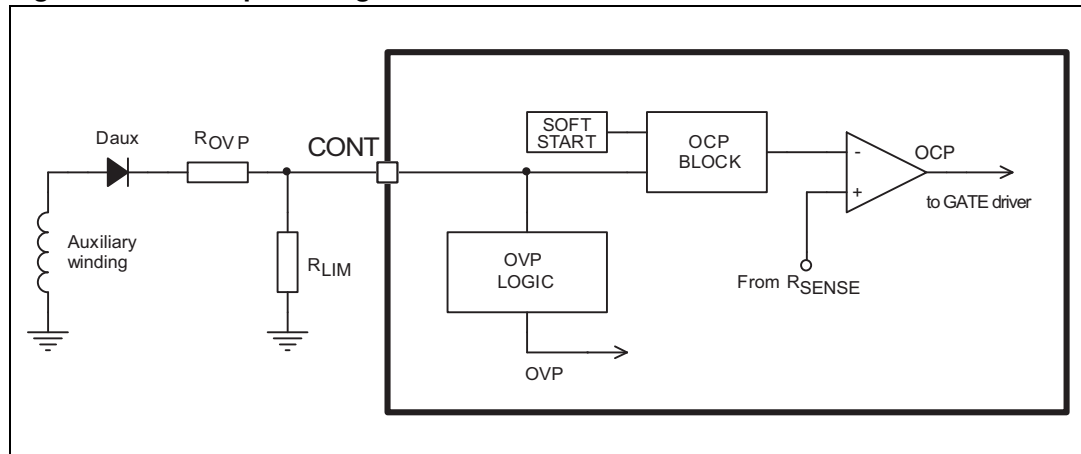 Daux
ROVP
CONT
Auxiliary
winding
RLIM
SOFT
START
OCP
BLOCK
-
+
OCP
to GATE driver
From RSENSE
OVP
LOGIC
OVP